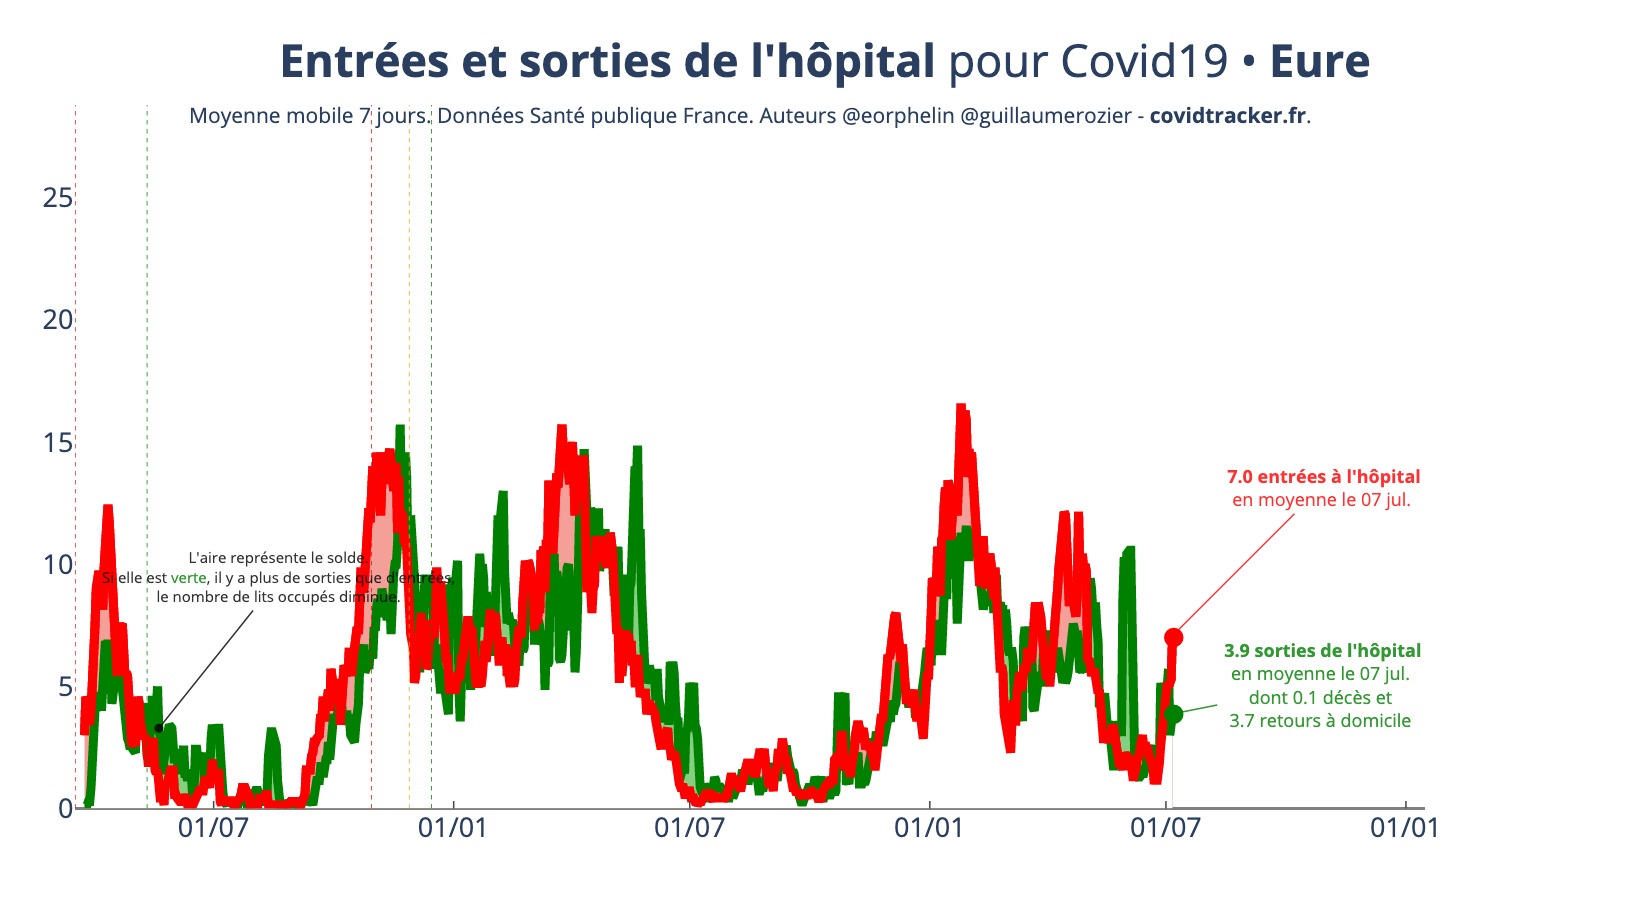 Entrées et sorties de l'hôpital pour Covid19 • Eure
Moyenne mobile 7 jours. Données Santé publique France. Auteurs @eorphelin @guillaumerozier - covidtracker.fr.
25
20
15
10
5
0
L'aire représente le solde.
Si elle est verte, il y a plus de sorties que d'entrées,
le nombre de lits occupés diminue.
7.0 entrées à l'hôpital
en moyenne le 07 jul.
3.9 sorties de l'hôpital
en moyenne le 07 jul.
dont 0.1 décès et
3.7 retours à domicile
01/07 01/01 01/07 01/01 01/07 01/01